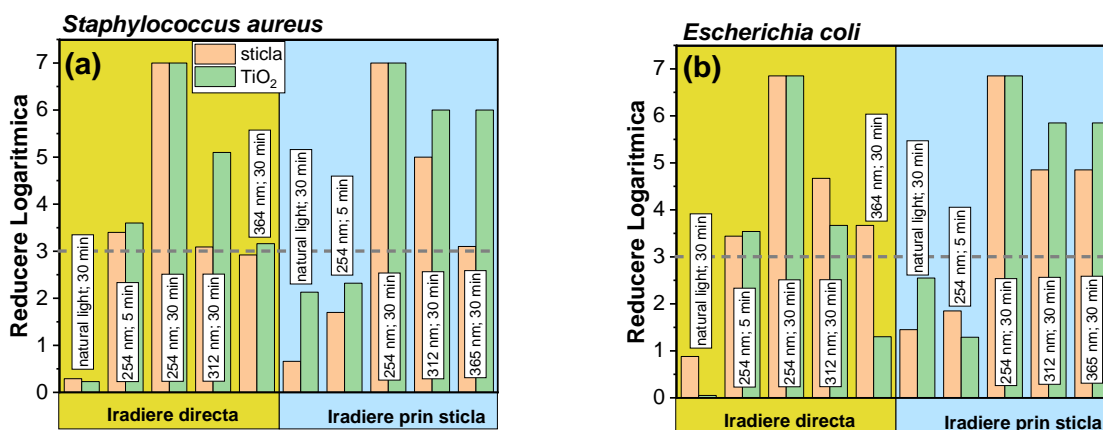 Staphylococcus aureus
(a)
sticla
TiO₂
Reducere Logaritmica
7
6
5
4
3
2
1
0
natural light; 30 min
254 nm; 5 min
254 nm; 30 min
312 nm; 30 min
364 nm; 30 min
natural light; 30 min
254 nm; 5 min
254 nm; 30 min
312 nm; 30 min
365 nm; 30 min
Iradiere directa
Iradiere prin sticla
Escherichia coli
(b)
Reducere Logaritmica
7
6
5
4
3
2
1
0
natural light; 30 min
254 nm; 5 min
254 nm; 30 min
312 nm; 30 min
364 nm; 30 min
natural light; 30 min
254 nm; 5 min
254 nm; 30 min
312 nm; 30 min
365 nm; 30 min
Iradiere directa
Iradiere prin sticla